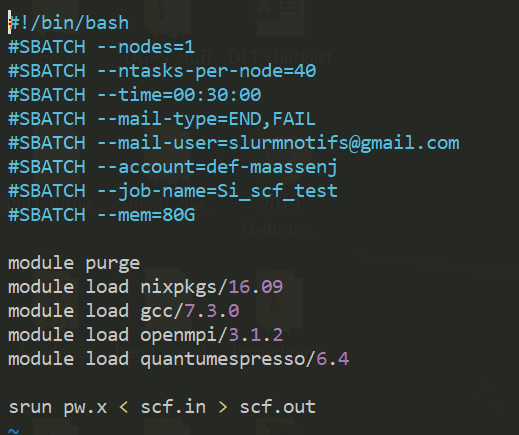 #!/bin/bash
#SBATCH --nodes=1
#SBATCH --ntasks-per-node=40
#SBATCH --time=00:30:00
#SBATCH --mail-type=END,FAIL
#SBATCH --mail-user=slurmnotifs@gmail.com
#SBATCH --account=def-maassenj
#SBATCH --job-name=Si_scf_test
#SBATCH --mem=80G
Dalhous...
module purge
module load nixpkgs/16.09
module load gcc/7.3.0
module load openmpi/3.1.2
module load quantumespresso/6.4
srun pw.x < scf.in > scf.out
~